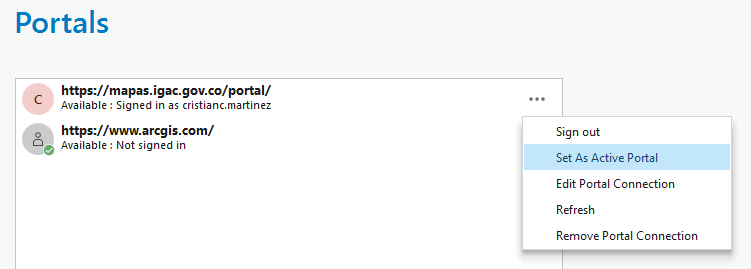 Portals
C
https://mapas.igac.gov.co/portal/
Available : Signed in as cristianc.martinez
https://www.arcgis.com/
Available : Not signed in
Sign out
Set As Active Portal
Edit Portal Connection
Refresh
Remove Portal Connection